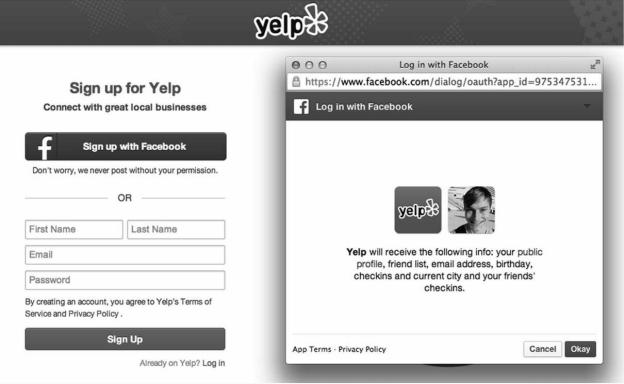 yelp
Sign up for Yelp
Connect with great local businesses
f Sign up with Facebook
Don't worry, we never post without your permission.
OR
First Name Last Name
Email
Password
By creating an account, you agree to Yelp's Terms of
Service and Privacy Policy .
Sign Up
Already on Yelp? Log in
Log in with Facebook
https://www.facebook.com/dialog/oauth?app_id=975347531...
f Log in with Facebook
yelp
Yelp will receive the following info: your public
profile, friend list, email address, birthday,
checkins and current city and your friends'
checkins.
App Terms · Privacy Policy Cancel Okay